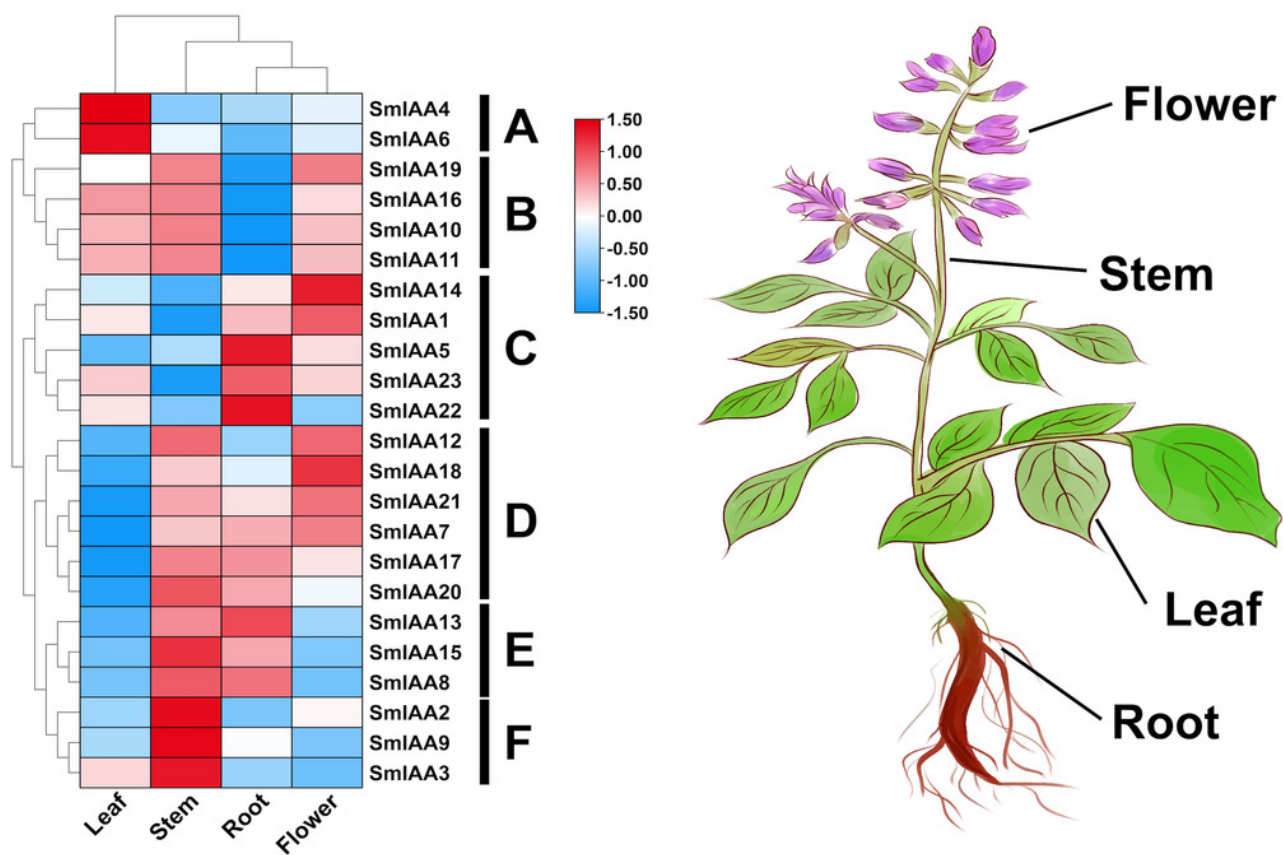 SmIAA4
SmIAA6
SmIAA19
SmIAA16
SmIAA10
SmIAA11
SmIAA14
SmIAA1
SmIAA5
SmIAA23
SmIAA22
SmIAA12
SmIAA18
SmIAA21
SmIAA7
SmIAA17
SmIAA20
SmIAA13
SmIAA15
SmIAA8
SmIAA2
SmIAA9
SmIAA3
A
B
C
D
E
F
Leaf
Stem
Root
Flower
1.50
1.00
0.50
0.00
-0.50
-1.00
-1.50
Flower
Stem
Leaf
Root